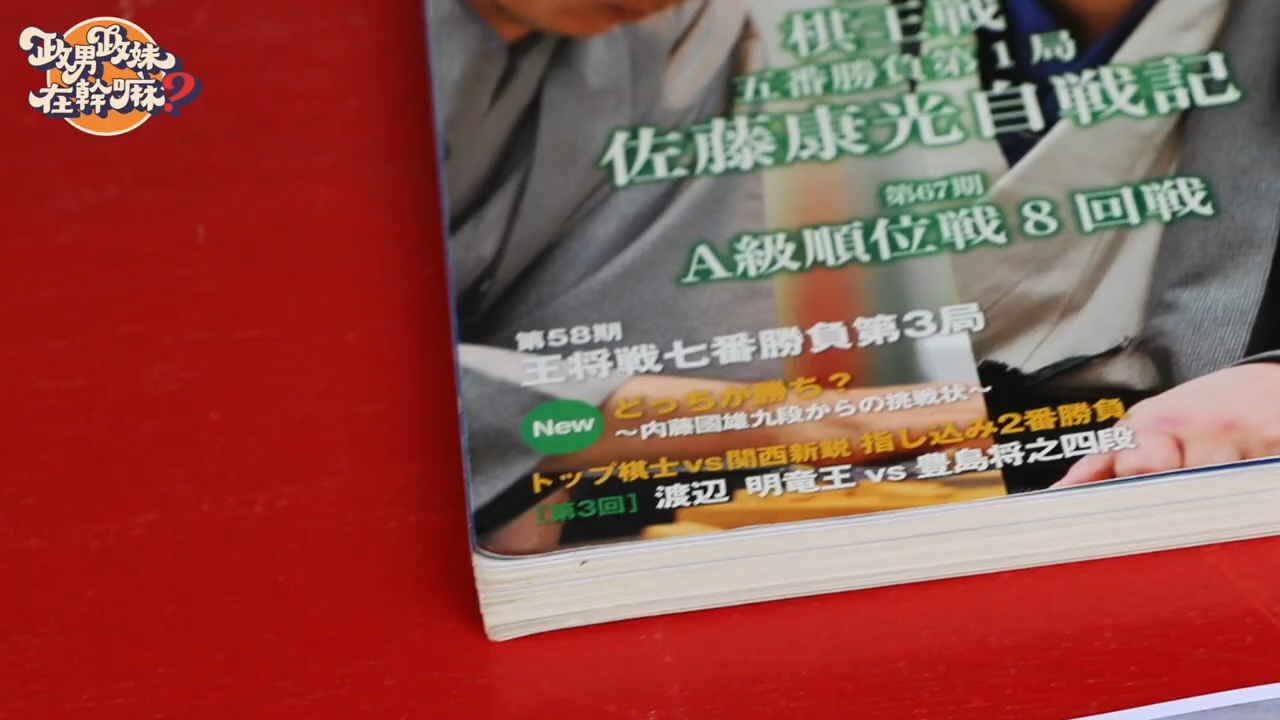 政男政妹
在幹嘛?
棋王戦
五番勝負第1局
佐藤康光自戦記
第67期
A級順位戦8回戦
第58期
王将戦七番勝負第3局
New どっちが勝ち?
~内藤國雄九段からの挑戦状~
トップ棋士vs関西新鋭 指し込み2番勝負
[第3回] 渡辺 明竜王 vs 豊島将之四段